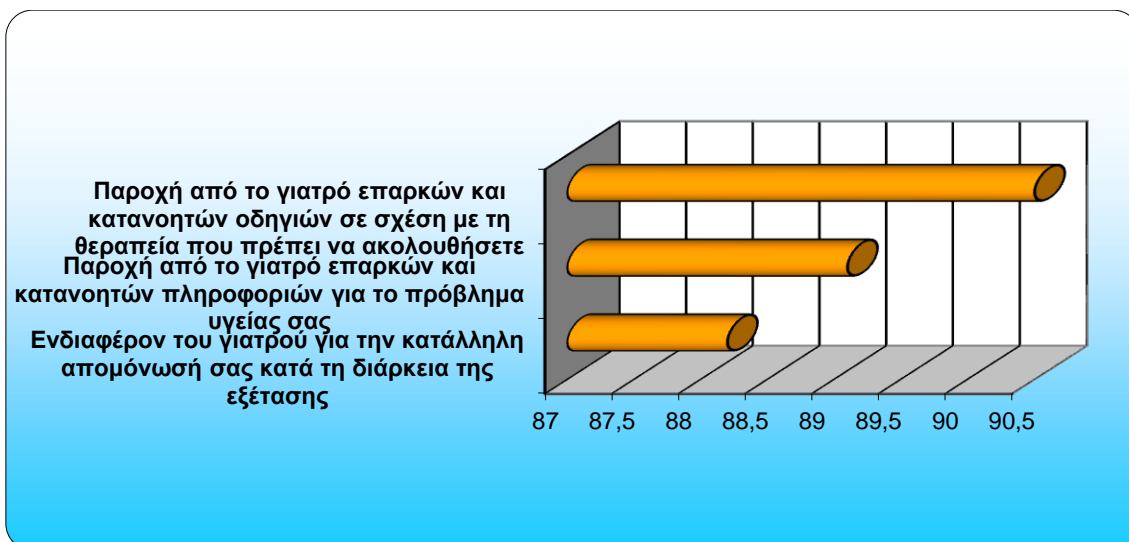 Παροχή από το γιατρό επαρκών και
κατανοητών οδηγιών σε σχέση με τη
θεραπεία που πρέπει να ακολουθήσετε
Παροχή από το γιατρό επαρκών και
κατανοητών πληροφοριών για το πρόβλημα
υγείας σας
Ενδιαφέρον του γιατρού για την κατάλληλη
απομόνωσή σας κατά τη διάρκεια της
εξέτασης
87 87,5 88 88,5 89 89,5 90 90,5